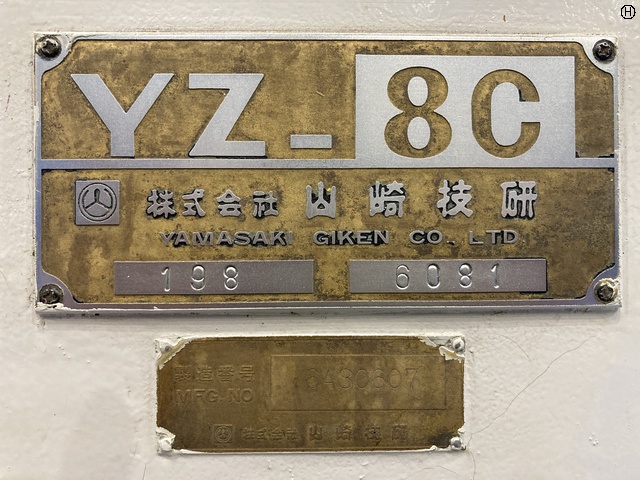 YZ-8C
株式会社 山崎技研
YAMASAKI GIKEN CO., LTD
198 6081
製造番号
MFG-NO
株式会社 山崎技研
H